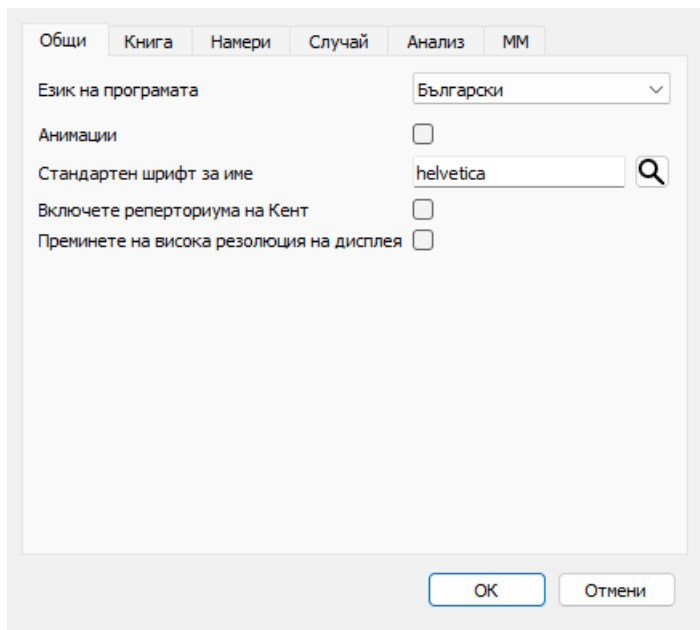 Общи Книга Намери Случай Анализ ММ
Език на програмата Български
Анимации
Стандартен шрифт за име helvetica
Включете реперториума на Кент
Преминете на висока резолюция на дисплея
ОК Отмени